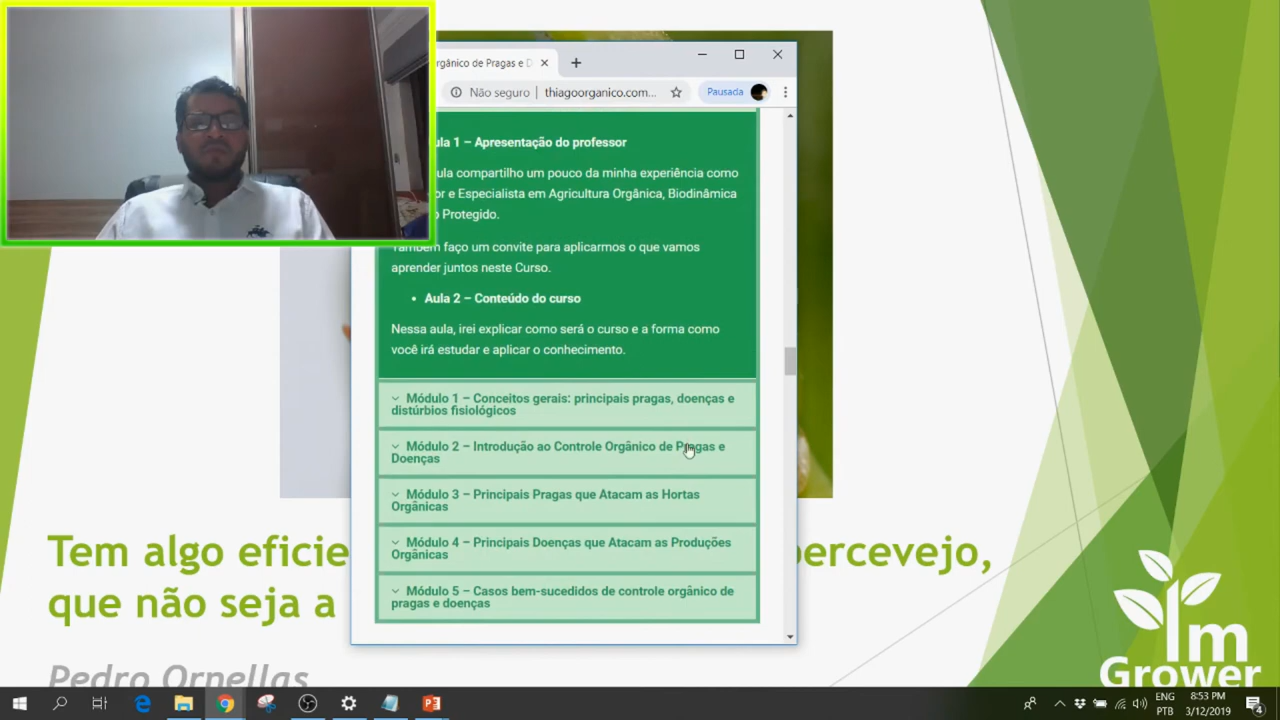 rgânico de Pragas e D
Não seguro | thiagoorganico.com...
Pausada
ula 1 – Apresentação do professor
ula compartilho um pouco da minha experiência como
or e Especialista em Agricultura Orgânica, Biodinâmica
o Protegido.
Também faço um convite para aplicarmos o que vamos
aprender juntos neste Curso.
• Aula 2 – Conteúdo do curso
Nessa aula, irei explicar como será o curso e a forma como
você irá estudar e aplicar o conhecimento.
Módulo 1 – Conceitos gerais: principais pragas, doenças e
distúrbios fisiológicos
Módulo 2 – Introdução ao Controle Orgânico de Pragas e
Doenças
Módulo 3 – Principais Pragas que Atacam as Hortas
Orgânicas
Módulo 4 – Principais Doenças que Atacam as Produções
Orgânicas
Módulo 5 – Casos bem-sucedidos de controle orgânico de
pragas e doenças
Tem algo eficie percevejo,
que não seja a
Pedro Ornellas
Im
Grower
ENG
PTB
8:53 PM
3/12/2019
4